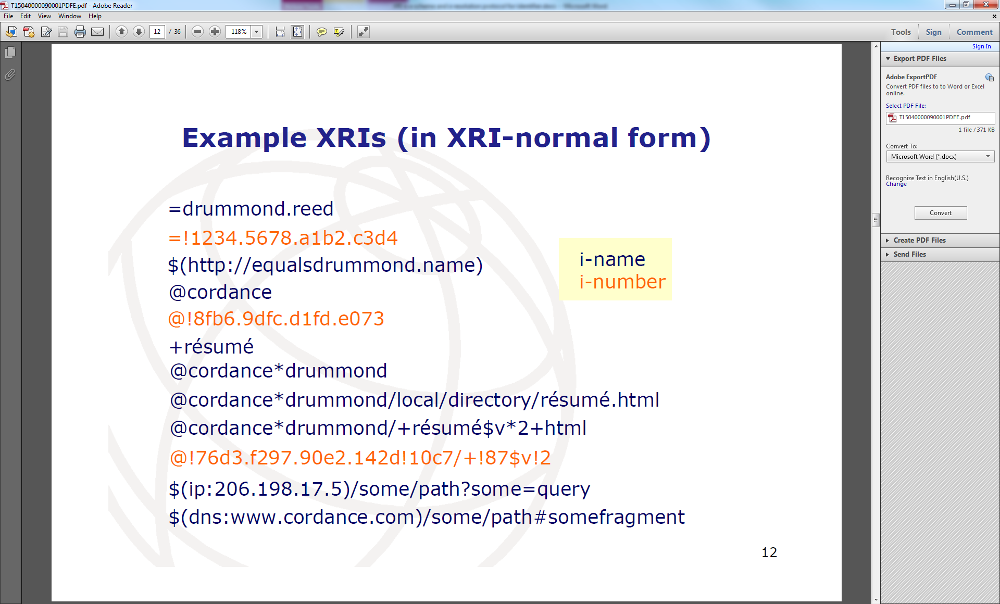 T15040000090001PDFE.pdf - Adobe Reader
File Edit View Window Help
12 / 36 118% Tools Sign Comment
Sign In
Export PDF Files
Adobe ExportPDF
Convert PDF files to to Word or Excel
online.
Select PDF File:
T15040000090001PDFE.pdf
1 file / 371 KB
Convert To:
Microsoft Word (*.docx)
Recognize Text in English(U.S.)
Change
Convert
Create PDF Files
Send Files
Example XRIs (in XRI-normal form)
=drummond.reed
=!1234.5678.a1b2.c3d4
$(http://equalsdrummond.name)
@cordance
@!8fb6.9dfc.d1fd.e073
+résumé
@cordance*drummond
@cordance*drummond/local/directory/résumé.html
@cordance*drummond/+résumé$v*2+html
@!76d3.f297.90e2.142d!10c7/+!87$v!2
$(ip:206.198.17.5)/some/path?some=query
$(dns:www.cordance.com)/some/path#somefragment
i-name
i-number
12